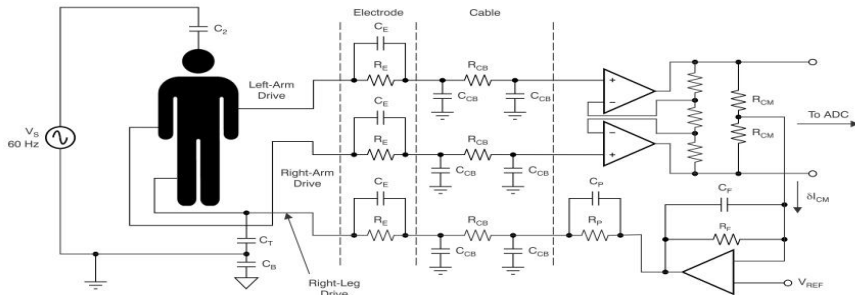 Electrode
Cable
C2
CE
RCB
Left-Arm
Drive
RE
CCB
CCB
VS
60 Hz
CE
RE
RCB
RCM
RCM
To ADC
Right-Arm
Drive
CE
CCB
CCB
CP
CF
δICM
RE
RCB
RP
RF
CT
CB
CCB
CCB
VREF
Right-Leg
Drive
+
−
−
+